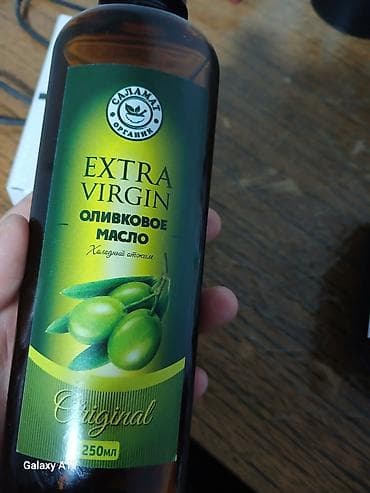 САЛАМАТ
ОРГАНИК
EXTRA
VIRGIN
ОЛИВКОВОЕ
МАСЛО
Холодный отжим
Original
250МЛ
Galaxy A